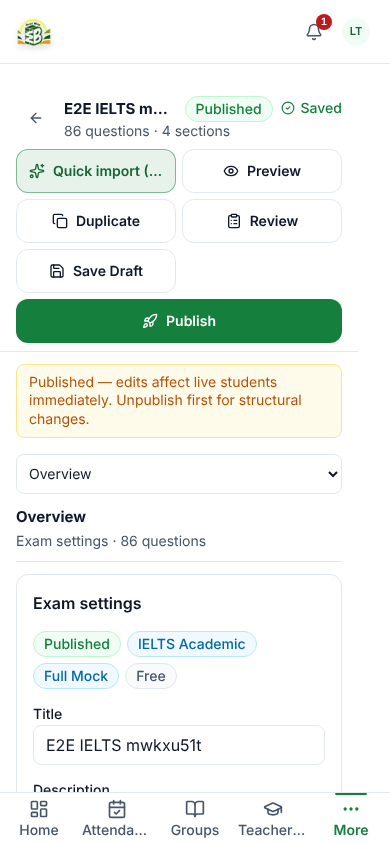 1
LT
E2E IELTS m...
Published
Saved
86 questions · 4 sections
Quick import (...
Preview
Duplicate
Review
Save Draft
Publish
Published — edits affect live students
immediately. Unpublish first for structural
changes.
Overview
Overview
Exam settings · 86 questions
Exam settings
Published
IELTS Academic
Full Mock
Free
Title
E2E IELTS mwkxu51t
Description
Home
Attenda...
Groups
Teacher...
More